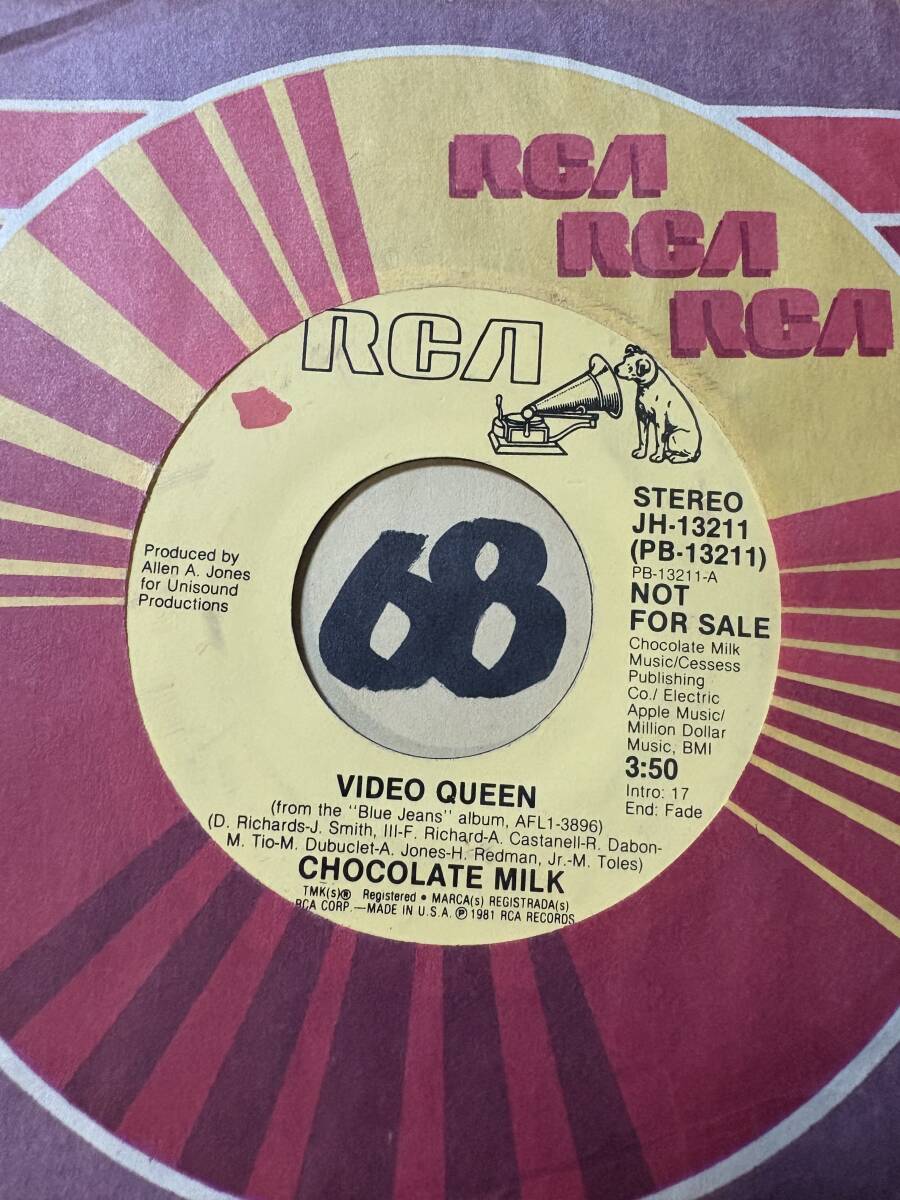 RCA
RCA
RCA
RCA
STEREO
JH-13211
(PB-13211)
PB-13211-A
NOT
FOR SALE
Chocolate Milk
Music/Cessess
Publishing
Co./ Electric
Apple Music/
Million Dollar
Music, BMI
3:50
Intro: 17
End: Fade
Produced by
Allen A. Jones
for Unisound
Productions
68
VIDEO QUEEN
(from the "Blue Jeans" album, AFL1-3896)
(D. Richards-J. Smith, III-F. Richard-A. Castanell-R. Dabon-
M. Tio-M. Dubuclet-A. Jones-H. Redman, Jr.-M. Toles)
CHOCOLATE MILK
TMK(s)® Registered • MARCA(s) REGISTRADA(s)
RCA CORP.—MADE IN U.S.A. ℗ 1981 RCA RECORDS